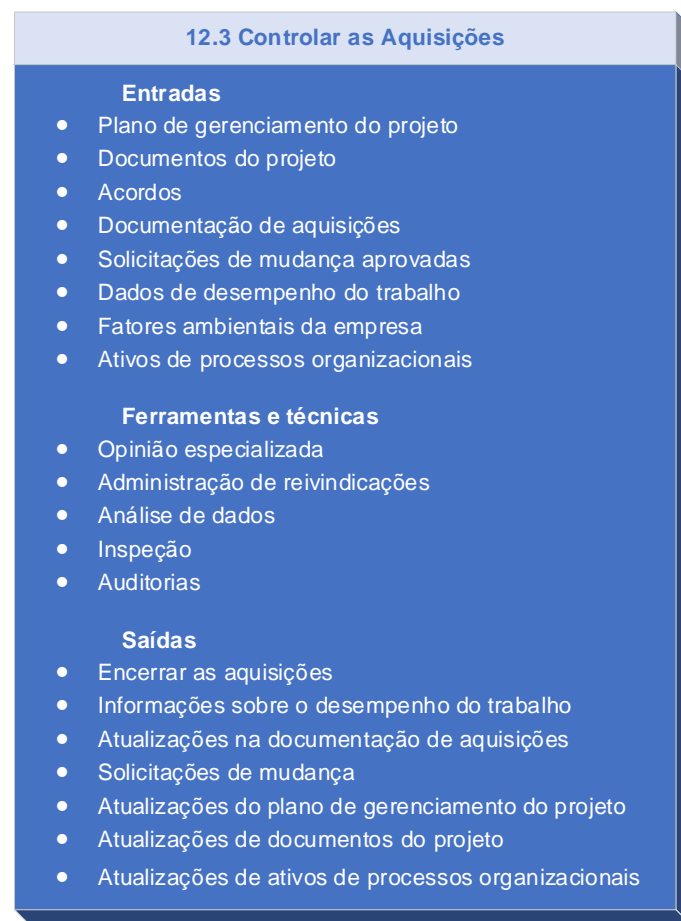 12.3 Controlar as Aquisições
Entradas
• Plano de gerenciamento do projeto
• Documentos do projeto
• Acordos
• Documentação de aquisições
• Solicitações de mudança aprovadas
• Dados de desempenho do trabalho
• Fatores ambientais da empresa
• Ativos de processos organizacionais
Ferramentas e técnicas
• Opinião especializada
• Administração de reivindicações
• Análise de dados
• Inspeção
• Auditorias
Saídas
• Encerrar as aquisições
• Informações sobre o desempenho do trabalho
• Atualizações na documentação de aquisições
• Solicitações de mudança
• Atualizações do plano de gerenciamento do projeto
• Atualizações de documentos do projeto
• Atualizações de ativos de processos organizacionais